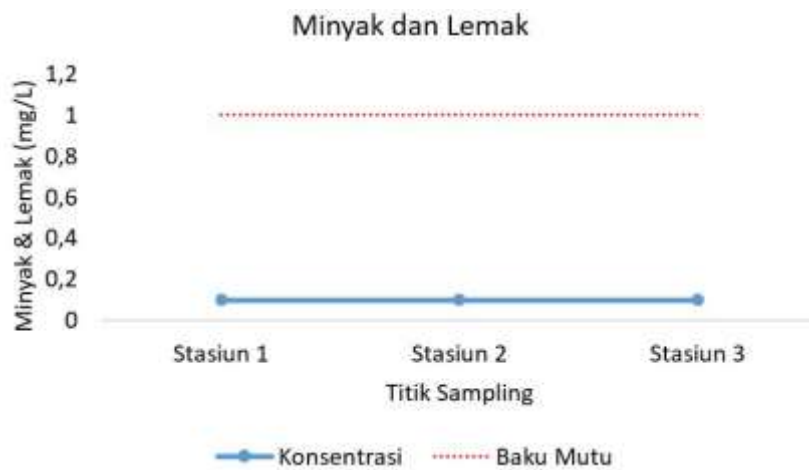 Minyak dan Lemak
Minyak & Lemak (mg/L)
1,2
1
0,8
0,6
0,4
0,2
0
Stasiun 1 Stasiun 2 Stasiun 3
Titik Sampling
Konsentrasi Baku Mutu